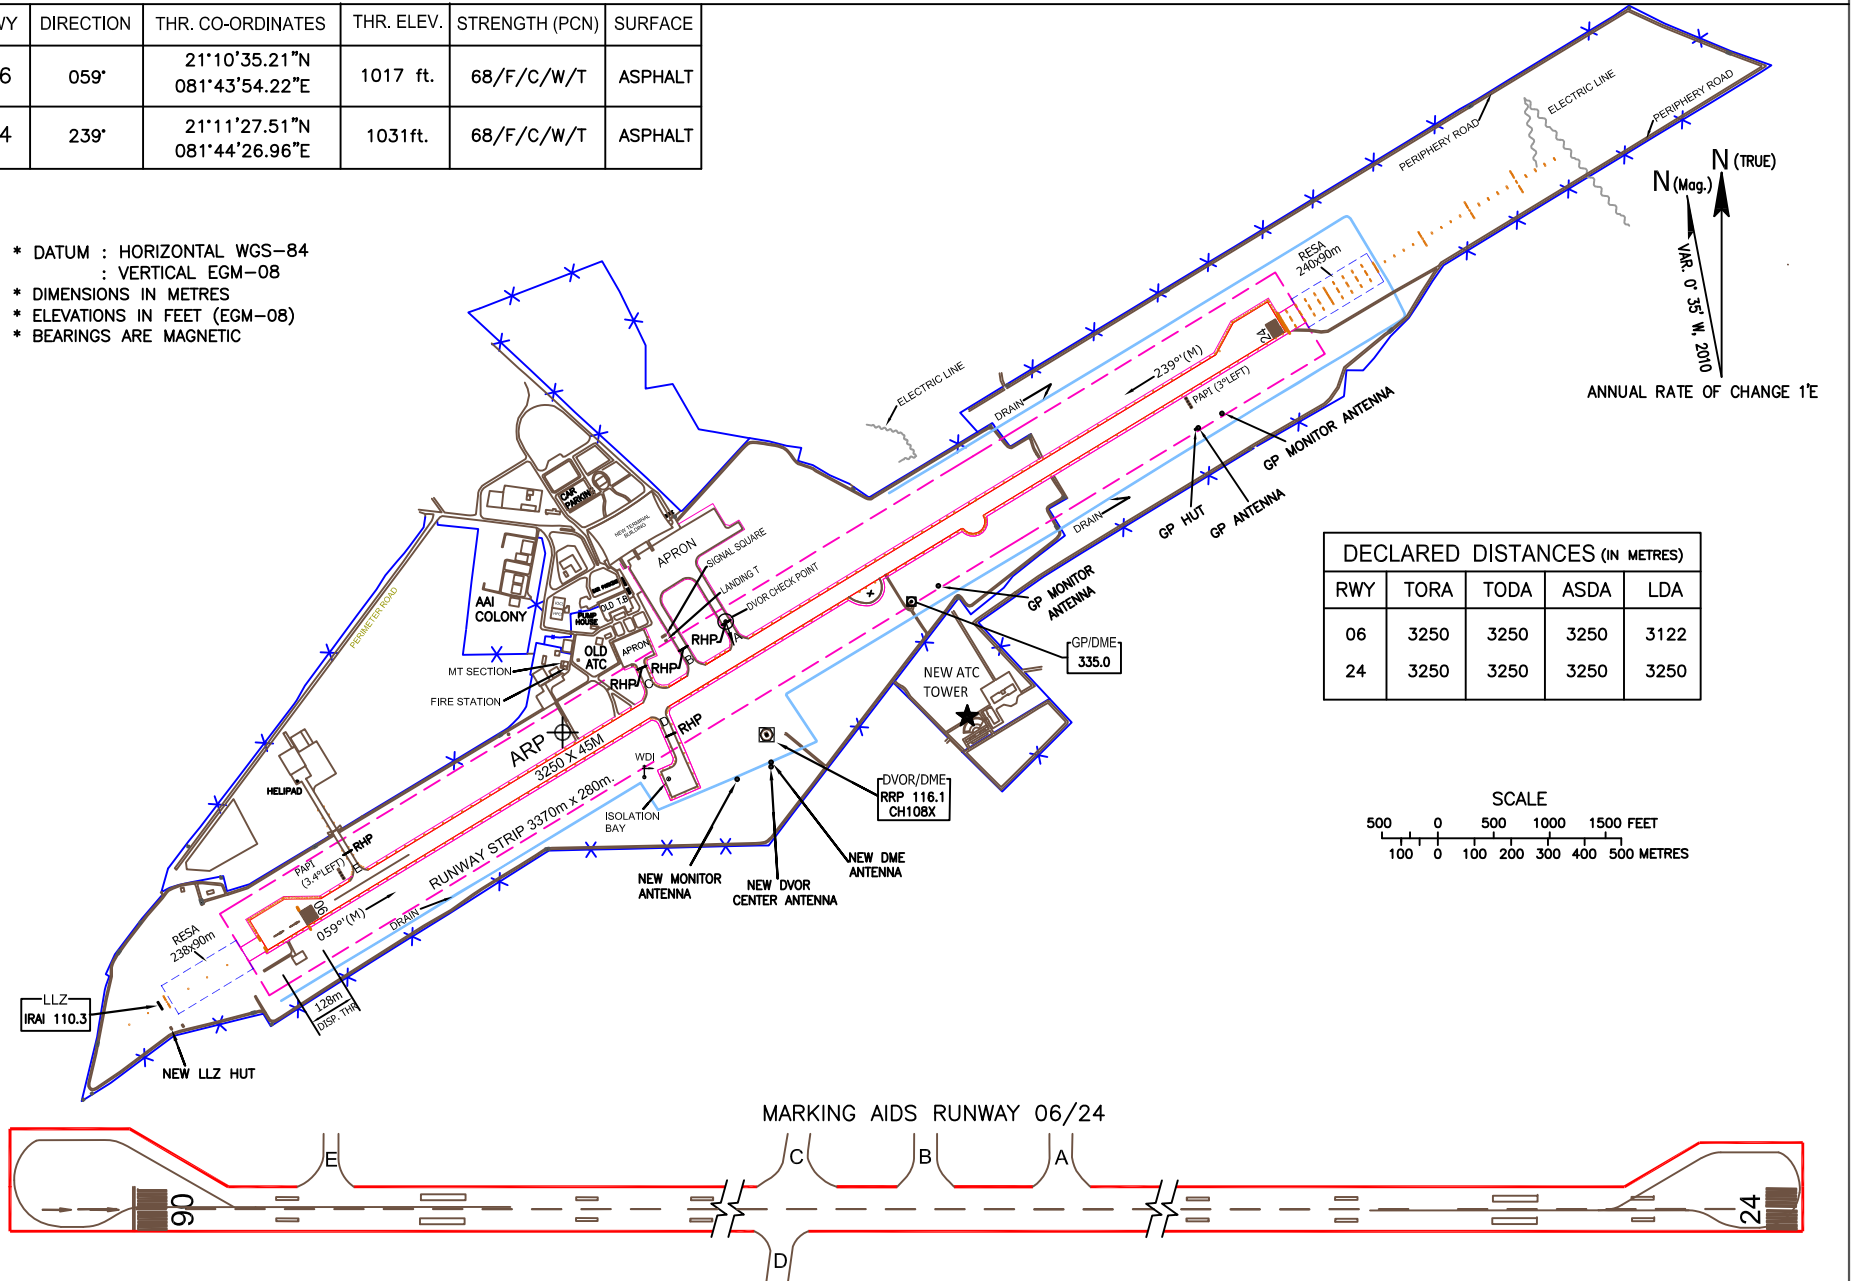 WY DIRECTION THR. CO-ORDINATES THR. ELEV. STRENGTH (PCN) SURFACE
6 059° 21°10'35.21"N 081°43'54.22"E 1017 ft. 68/F/C/W/T ASPHALT
4 239° 21°11'27.51"N 081°44'26.96"E 1031ft. 68/F/C/W/T ASPHALT
* DATUM : HORIZONTAL WGS-84
: VERTICAL EGM-08
* DIMENSIONS IN METRES
* ELEVATIONS IN FEET (EGM-08)
* BEARINGS ARE MAGNETIC
ELECTRIC LINE
PERIPHERY ROAD
PERIPHERY ROAD
N (TRUE)
N (Mag.)
VAR. 0° 35' W, 2010
ANNUAL RATE OF CHANGE 1'E
RESA
240x90m
24
239°'(M)
PAPI (3°LEFT)
ELECTRIC LINE
DRAIN
GP MONITOR ANTENNA
GP HUT
GP ANTENNA
DRAIN
GP MONITOR
ANTENNA
GP/DME
335.0
NEW ATC
TOWER
CAR
PARKING
NEW TERMINAL
BUILDING
APRON
SIGNAL SQUARE
LANDING T
DVOR CHECK POINT
AAI
COLONY
PERIMETER ROAD
OLD T.B
PUMP
HOUSE
OLD
ATC
APRON
RHP
A
RHP
B
RHP
C
MT SECTION
FIRE STATION
D
RHP
ARP
3250 X 45M
WDI
ISOLATION
BAY
RUNWAY STRIP 3370m x 280m.
DVOR/DME
RRP 116.1
CH108X
NEW DME
ANTENNA
NEW DVOR
CENTER ANTENNA
NEW MONITOR
ANTENNA
HELIPAD
RHP
E
PAPI
(3.4°LEFT)
06
059°'(M)
DRAIN
RESA
238x90m
128m
DISP. THR
LLZ
IRAI 110.3
NEW LLZ HUT
DECLARED DISTANCES (IN METRES)
RWY TORA TODA ASDA LDA
06 3250 3250 3250 3122
24 3250 3250 3250 3250
SCALE
500 0 500 1000 1500 FEET
100 0 100 200 300 400 500 METRES
MARKING AIDS RUNWAY 06/24
E C B A
06 24
D